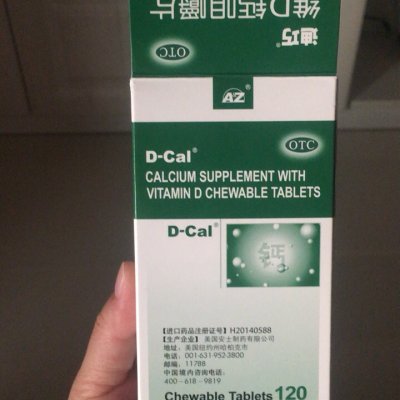 迪巧®
维D钙咀嚼片
OTC
AZ®
OTC
D-Cal®
CALCIUM SUPPLEMENT WITH
VITAMIN D CHEWABLE TABLETS
D-Cal®
钙
【进口药品注册证号】H20140588
【生产企业】美国安士制药有限公司
地址：美国纽约州哈柏克市
电话：001-631-952-3800
邮编：11788
中国境内咨询电话：
400-618-9819
Chewable Tablets 120